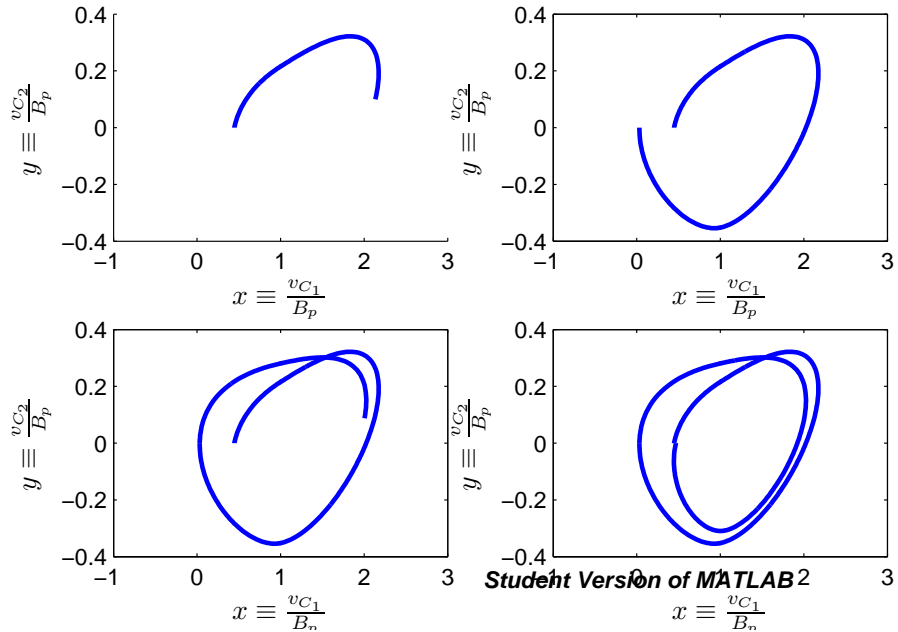 0.4
0.2
0
−0.2
−0.4
−1 0 1 2 3
y ≡ v_{C_2} / B_p
x ≡ v_{C_1} / B_p
0.4
0.2
0
−0.2
−0.4
−1 0 1 2 3
y ≡ v_{C_2} / B_p
x ≡ v_{C_1} / B_p
0.4
0.2
0
−0.2
−0.4
−1 0 1 2 3
y ≡ v_{C_2} / B_p
x ≡ v_{C_1} / B_p
0.4
0.2
0
−0.2
−0.4
−1 0 1 2 3
y ≡ v_{C_2} / B_p
x ≡ v_{C_1} / B_p
Student Version of MATLAB